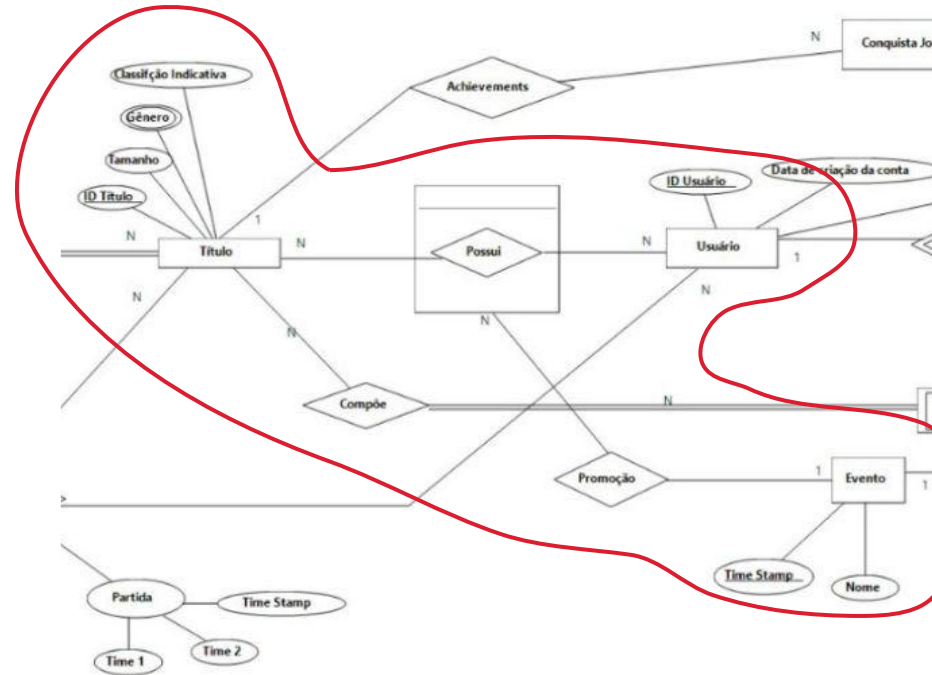 N
Conquista Jo
Classifção Indicativa
Achievements
Gênero
Tamanho
ID Usuário
Data de criação da conta
ID Título
1
N
Título
N
Possui
N
Usuário
1
N
N
N
N
Compõe
N
Promoção
1
Evento
1
Time Stamp
Nome
Partida
Time Stamp
Time 1
Time 2